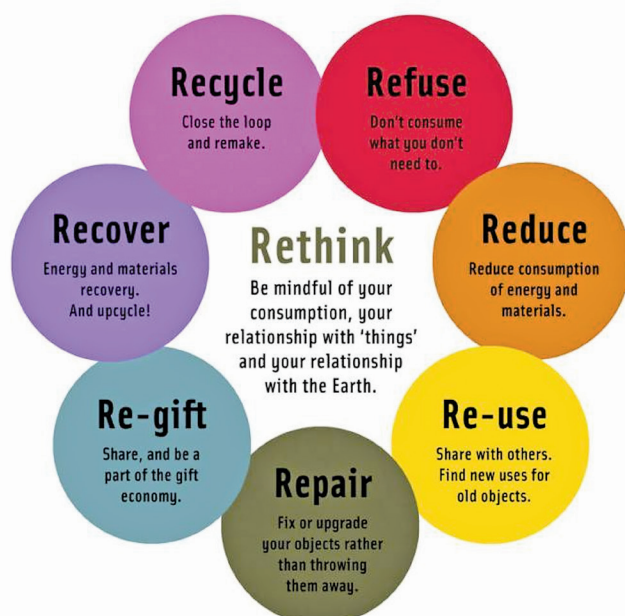 Recycle
Close the loop
and remake.
Refuse
Don't consume
what you don't
need to.
Recover
Energy and materials
recovery.
And upcycle!
Rethink
Be mindful of your
consumption, your
relationship with 'things'
and your relationship
with the Earth.
Reduce
Reduce consumption
of energy and
materials.
Re-gift
Share, and be a
part of the gift
economy.
Repair
Fix or upgrade
your objects rather
than throwing
them away.
Re-use
Share with others.
Find new uses for
old objects.